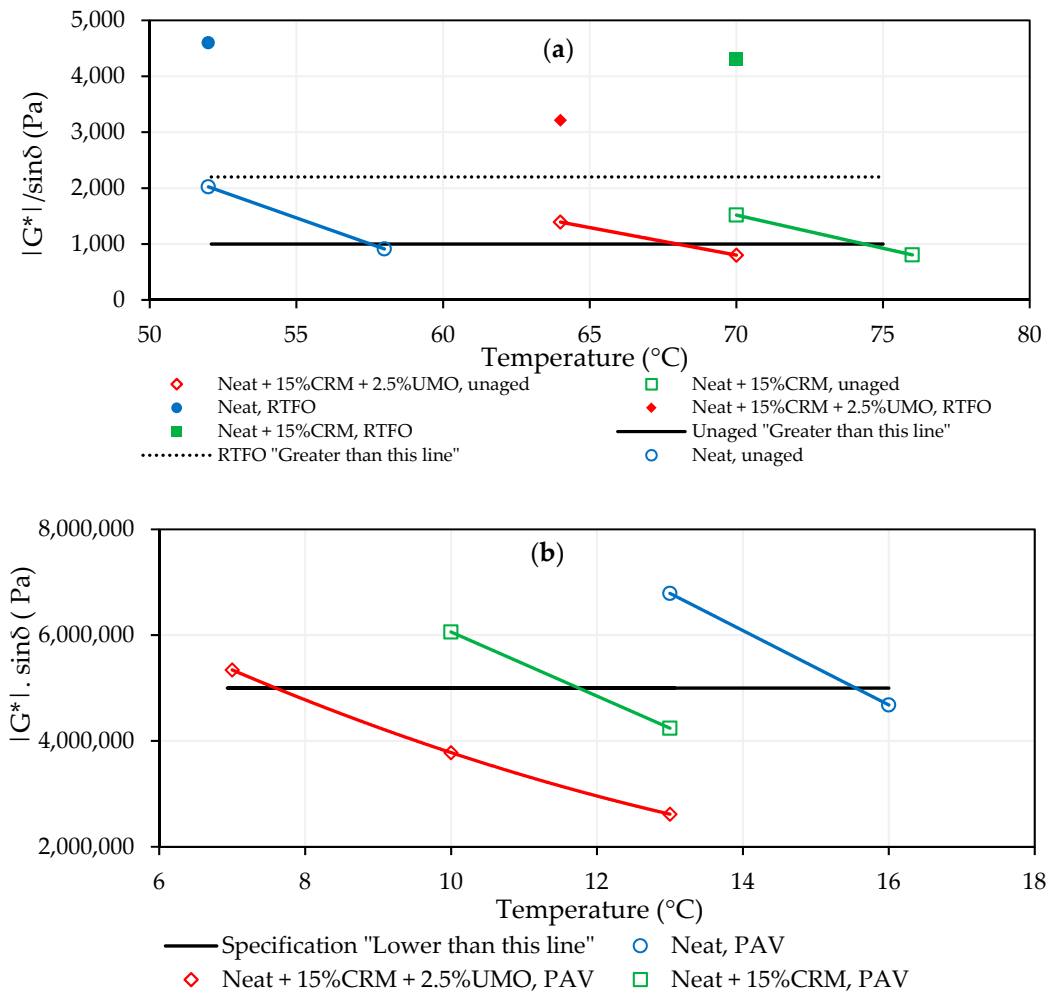 (a)
|G*|/sinδ (Pa)
5,000
4,000
3,000
2,000
1,000
0
50 55 60 65 70 75 80
Temperature (°C)
Neat + 15%CRM + 2.5%UMO, unaged Neat + 15%CRM, unaged
Neat, RTFO Neat + 15%CRM + 2.5%UMO, RTFO
Neat + 15%CRM, RTFO Unaged "Greater than this line"
RTFO "Greater than this line" Neat, unaged
(b)
|G*|. sinδ ( Pa)
8,000,000
6,000,000
4,000,000
2,000,000
6 8 10 12 14 16 18
Temperature (°C)
Specification "Lower than this line" Neat, PAV
Neat + 15%CRM + 2.5%UMO, PAV Neat + 15%CRM, PAV